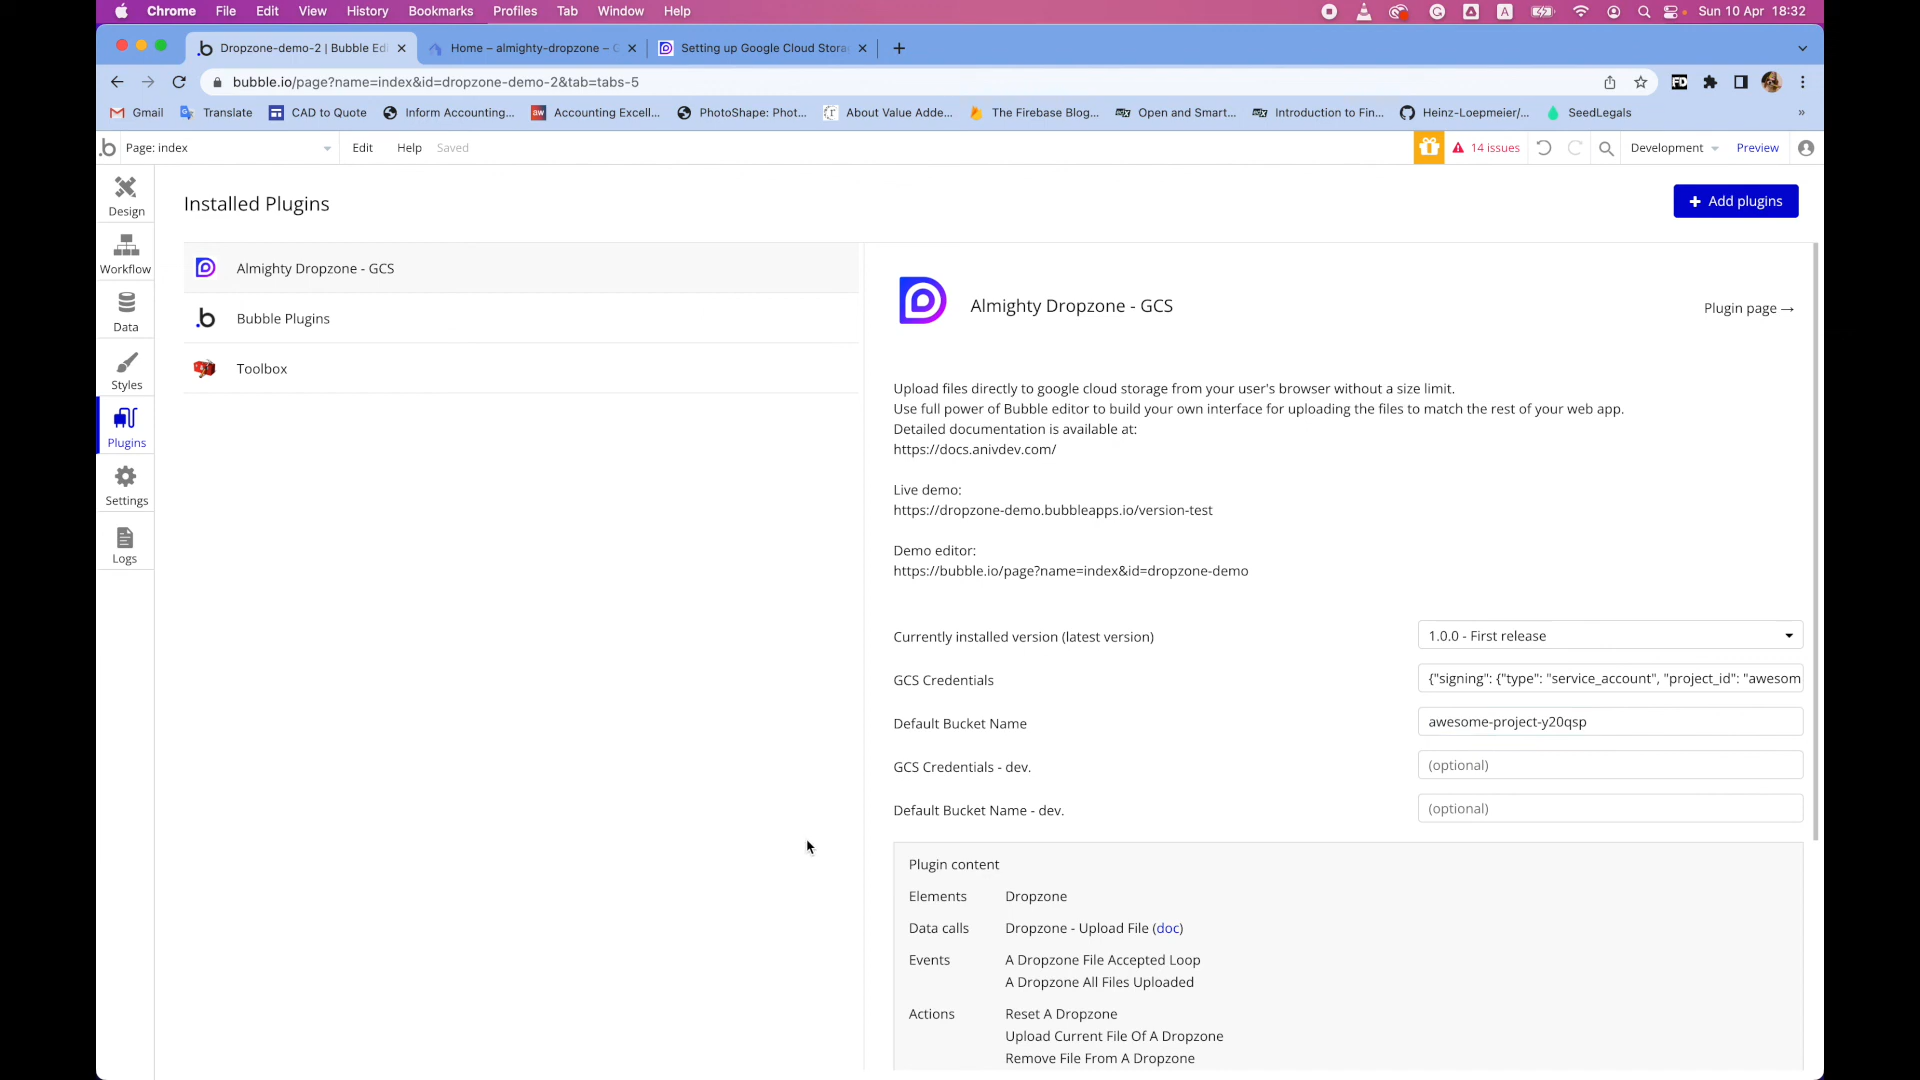 Chrome File Edit View History Bookmarks Profiles Tab Window Help
A Sun 10 Apr 18:32
Dropzone-demo-2 | Bubble Ed Home – almighty-dropzone – Setting up Google Cloud Stora
bubble.io/page?name=index&id=dropzone-demo-2&tab=tabs-5
Gmail Translate CAD to Quote Inform Accounting... Accounting Excell... PhotoShape: Phot... About Value Adde... The Firebase Blog... Open and Smart... Introduction to Fin... Heinz-Loepmeier/... SeedLegals »
Page: index Edit Help Saved 14 issues Development Preview
Design
Workflow
Data
Styles
Plugins
Settings
Logs
Installed Plugins
+ Add plugins
Almighty Dropzone - GCS
Bubble Plugins
Toolbox
Almighty Dropzone - GCS
Plugin page →
Upload files directly to google cloud storage from your user's browser without a size limit.
Use full power of Bubble editor to build your own interface for uploading the files to match the rest of your web app.
Detailed documentation is available at:
https://docs.anivdev.com/
Live demo:
https://dropzone-demo.bubbleapps.io/version-test
Demo editor:
https://bubble.io/page?name=index&id=dropzone-demo
Currently installed version (latest version) 1.0.0 - First release
GCS Credentials {"signing": {"type": "service_account", "project_id": "awesom
Default Bucket Name awesome-project-y20qsp
GCS Credentials - dev. (optional)
Default Bucket Name - dev. (optional)
Plugin content
Elements Dropzone
Data calls Dropzone - Upload File (doc)
Events A Dropzone File Accepted Loop
A Dropzone All Files Uploaded
Actions Reset A Dropzone
Upload Current File Of A Dropzone
Remove File From A Dropzone